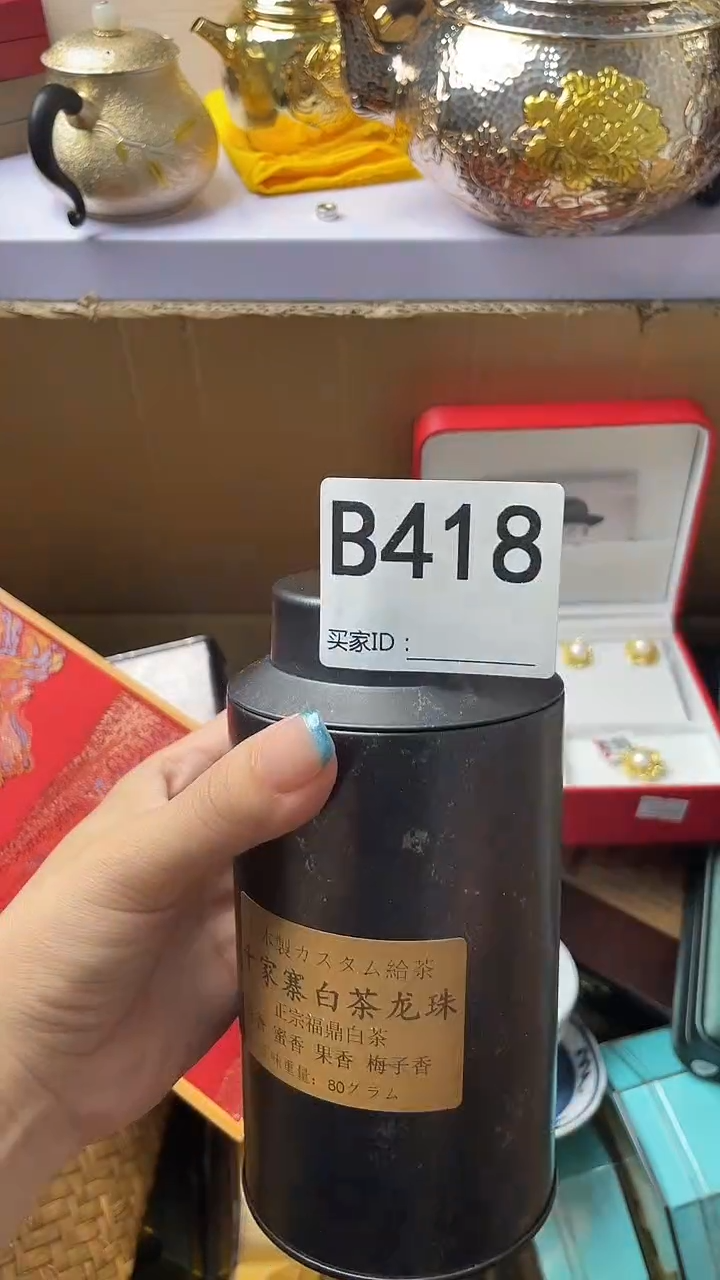 B418
买家ID：
木製カスタム給茶
千家寨白茶龙珠
正宗福鼎白茶
香 蜜香 果香 梅子香
味重量：80グラム